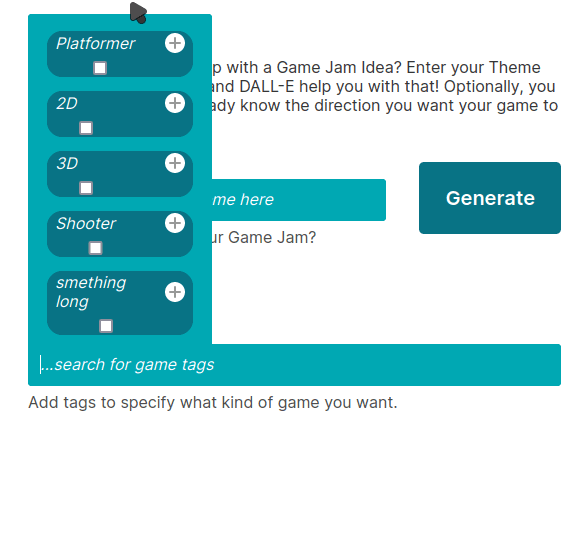 Platformer
p with a Game Jam Idea? Enter your Theme
2D
and DALL-E help you with that! Optionally, you
ady know the direction you want your game to
3D
me here
Generate
Shooter
ur Game Jam?
smething
long
...search for game tags
Add tags to specify what kind of game you want.